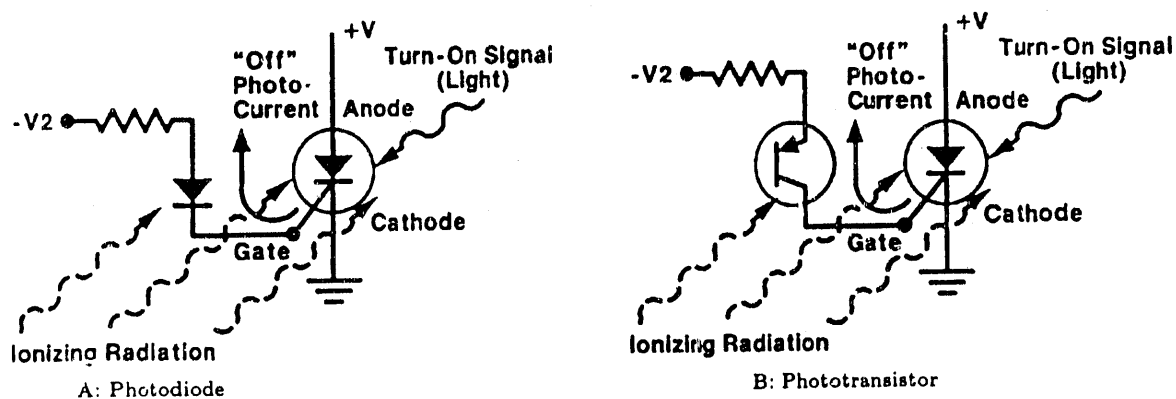 +V
"Off"
Photo-
Current
Turn-On Signal
(Light)
-V2
Anode
Cathode
Gate
Ionizing Radiation
A: Photodiode
+V
"Off"
Photo-
Current
Turn-On Signal
(Light)
-V2
Anode
Cathode
Gate
Ionizing Radiation
B: Phototransistor